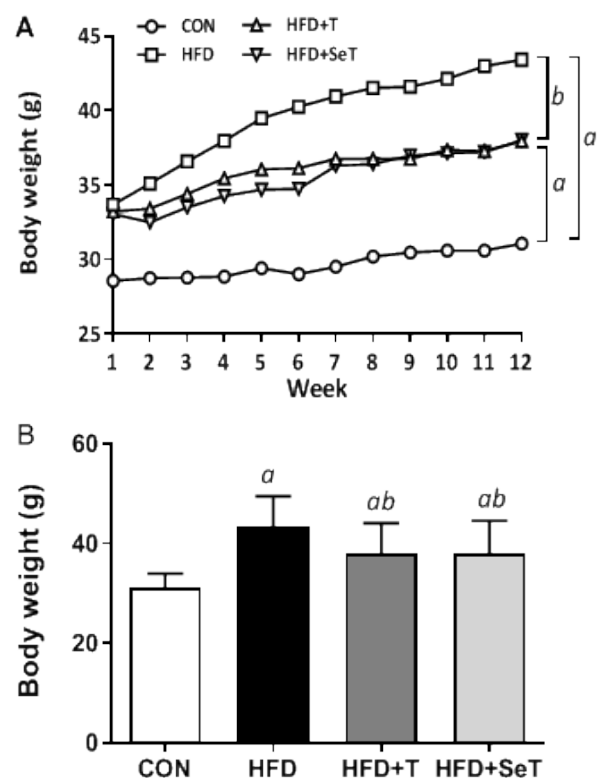 A
CON HFD+T
HFD HFD+SeT
Body weight (g)
45
40
35
30
25
b
a
a
1 2 3 4 5 6 7 8 9 10 11 12
Week
B
Body weight (g)
60
40
20
0
a
ab
ab
CON HFD HFD+T HFD+SeT